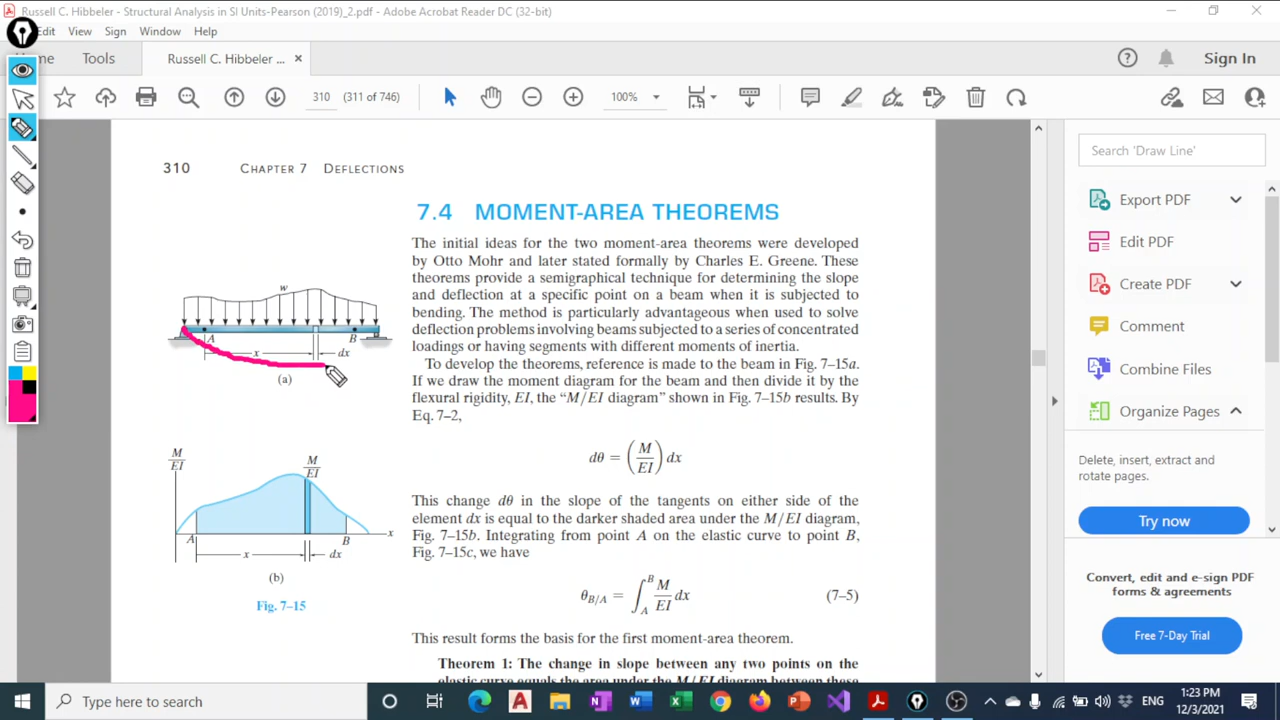 Russell C. Hibbeler - Structural Analysis in SI Units-Pearson (2019)_2.pdf - Adobe Acrobat Reader DC (32-bit)
Edit View Sign Window Help
Tools Russell C. Hibbeler ... Sign In
310 (311 of 746) 100%
310 CHAPTER 7 DEFLECTIONS
7.4 MOMENT-AREA THEOREMS
The initial ideas for the two moment-area theorems were developed
by Otto Mohr and later stated formally by Charles E. Greene. These
theorems provide a semigraphical technique for determining the slope
and deflection at a specific point on a beam when it is subjected to
bending. The method is particularly advantageous when used to solve
deflection problems involving beams subjected to a series of concentrated
loadings or having segments with different moments of inertia.
To develop the theorems, reference is made to the beam in Fig. 7–15a.
If we draw the moment diagram for the beam and then divide it by the
flexural rigidity, EI, the “M/EI diagram” shown in Fig. 7–15b results. By
Eq. 7–2,
dθ = (M/EI) dx
This change dθ in the slope of the tangents on either side of the
element dx is equal to the darker shaded area under the M/EI diagram,
Fig. 7–15b. Integrating from point A on the elastic curve to point B,
Fig. 7–15c, we have
θB/A = ∫AB M/EI dx (7–5)
This result forms the basis for the first moment-area theorem.
Theorem 1: The change in slope between any two points on the
elastic curve equals the area under the M/EI diagram between these
w
A B
x dx
(a)
M/EI
M/EI
A B x
x dx
(b)
Fig. 7–15
Search 'Draw Line'
Export PDF
Edit PDF
Create PDF
Comment
Combine Files
Organize Pages
Delete, insert, extract and
rotate pages.
Try now
Convert, edit and e-sign PDF
forms & agreements
Free 7-Day Trial
Type here to search
ENG
1:23 PM
12/3/2021